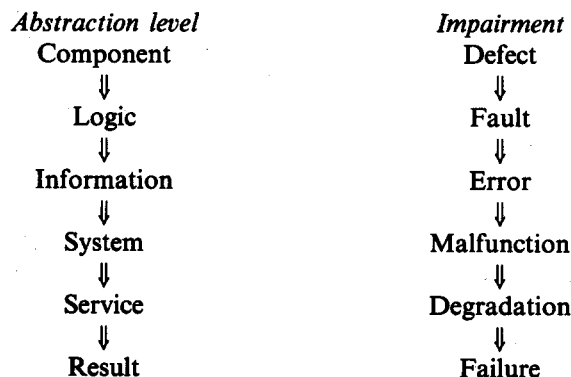 Abstraction level Impairment
Component Defect
⇓ ⇓
Logic Fault
⇓ ⇓
Information Error
⇓ ⇓
System Malfunction
⇓ ⇓
Service Degradation
⇓ ⇓
Result Failure